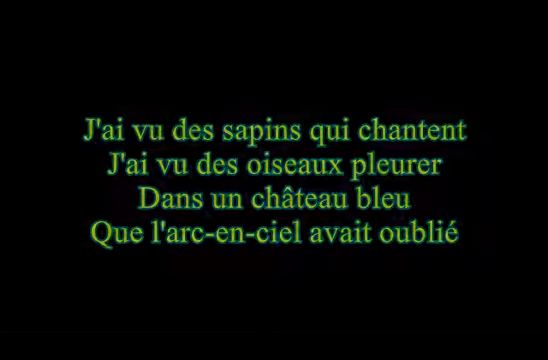 J'ai vu des sapins qui chantent
J'ai vu des oiseaux pleurer
Dans un château bleu
Que l'arc-en-ciel avait oublié